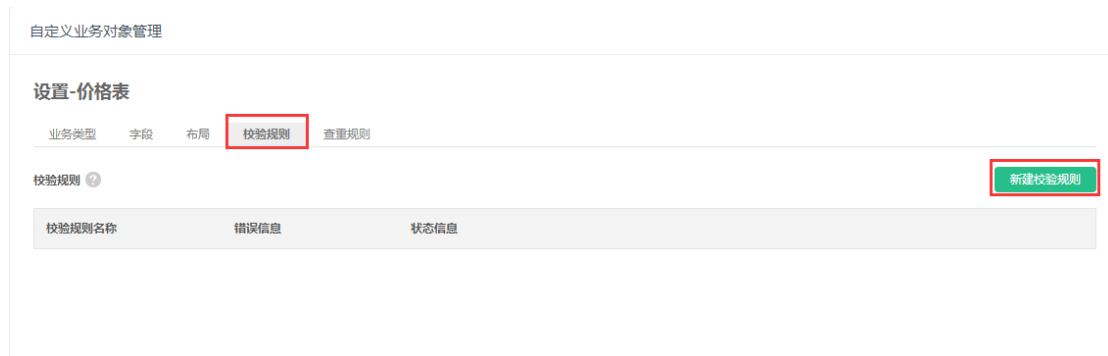 自定义业务对象管理
设置-价格表
业务类型 字段 布局 校验规则 查重规则
校验规则 ? 新建校验规则
校验规则名称 错误信息 状态信息